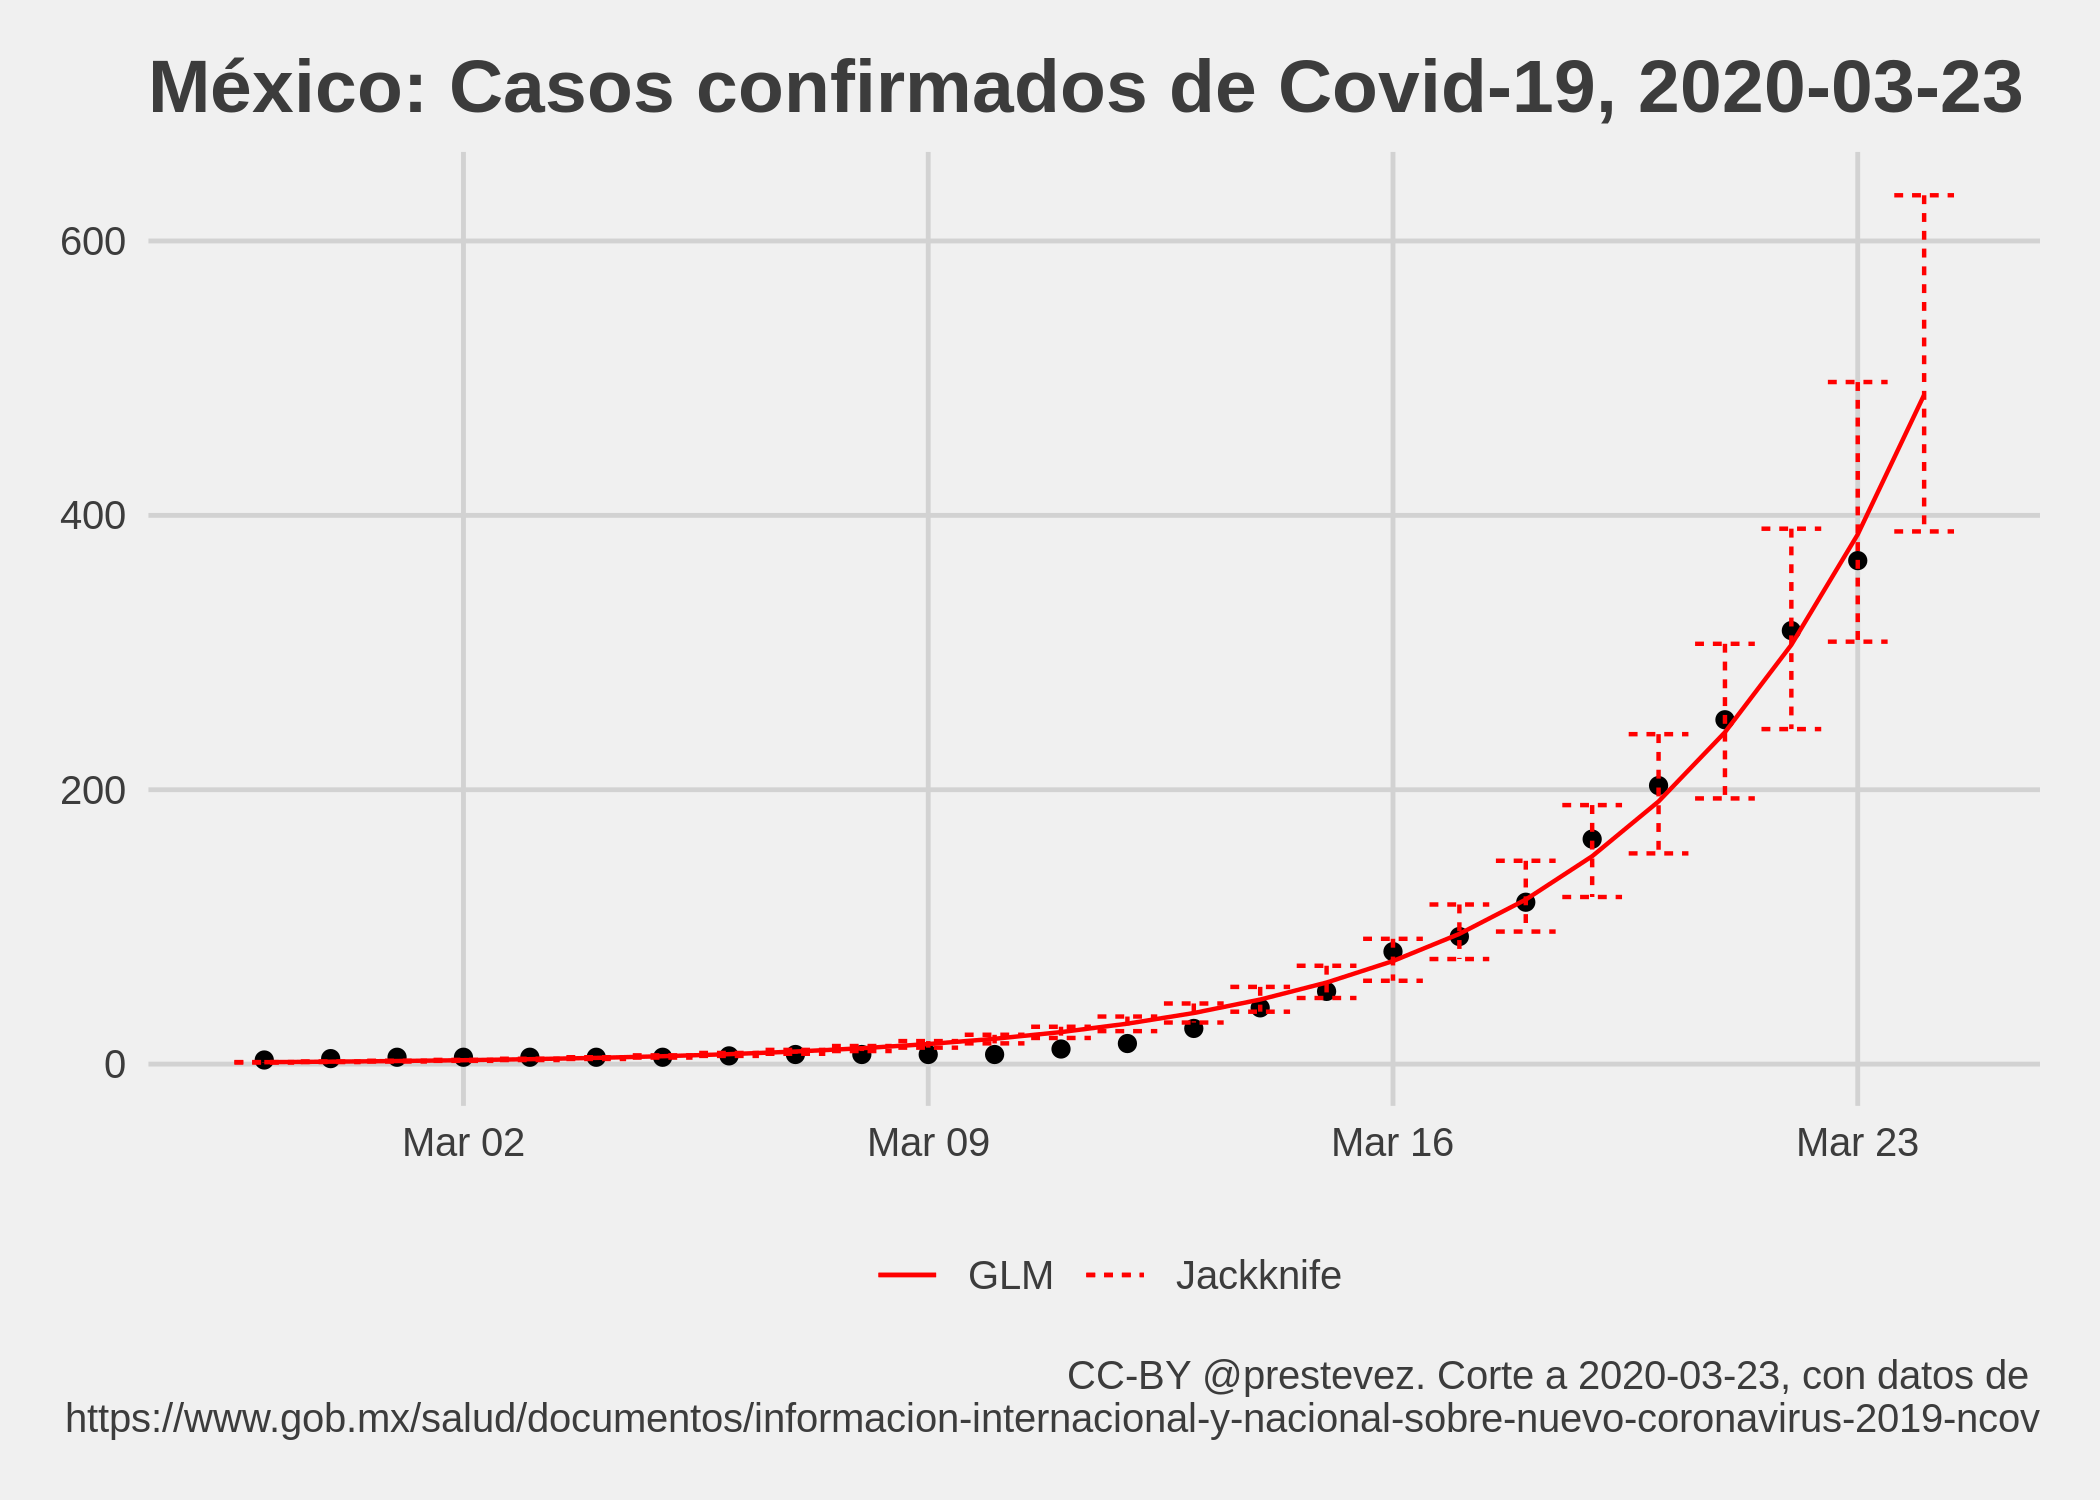 México: Casos confirmados de Covid-19, 2020-03-23
600
400
200
0
Mar 02 Mar 09 Mar 16 Mar 23
GLM Jackknife
CC-BY @prestevez. Corte a 2020-03-23, con datos de
https://www.gob.mx/salud/documentos/informacion-internacional-y-nacional-sobre-nuevo-coronavirus-2019-ncov